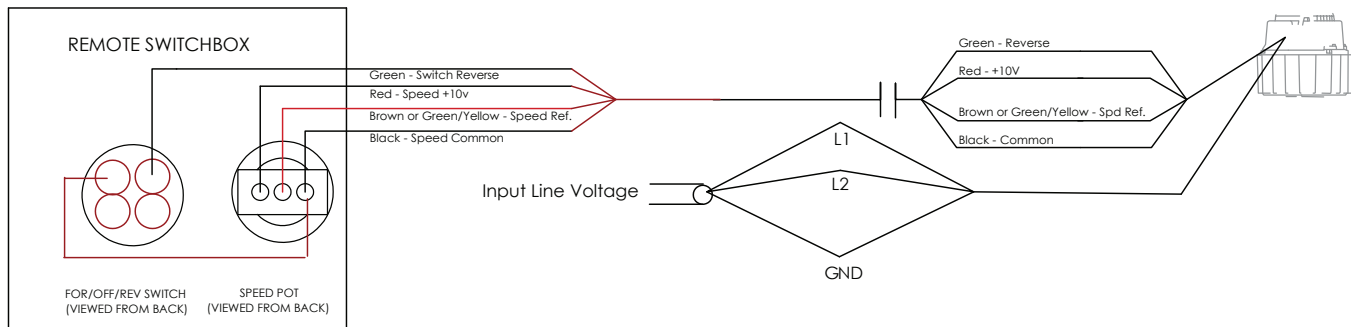 REMOTE SWITCHBOX
Green - Switch Reverse
Red - Speed +10v
Brown or Green/Yellow - Speed Ref.
Black - Speed Common
FOR/OFF/REV SWITCH
(VIEWED FROM BACK)
SPEED POT
(VIEWED FROM BACK)
Green - Reverse
Red - +10V
Brown or Green/Yellow - Spd Ref.
Black - Common
Input Line Voltage
L1
L2
GND